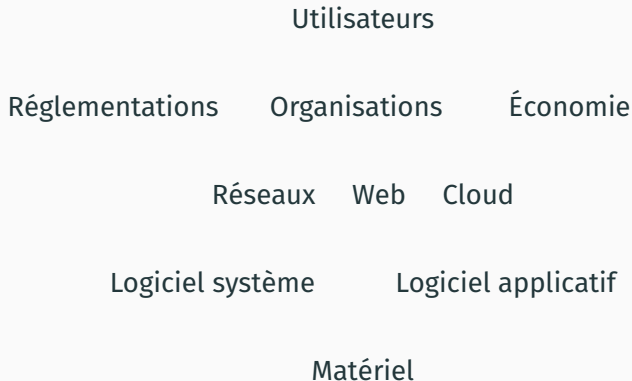 Utilisateurs
Réglementations Organisations Économie
Réseaux Web Cloud
Logiciel système Logiciel applicatif
Matériel